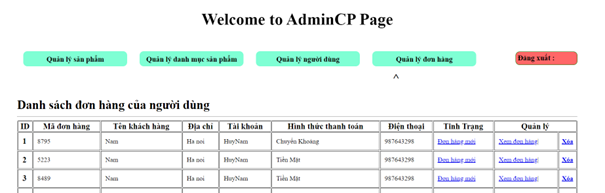 Welcome to AdminCP Page
Quản lý sản phẩm Quản lý danh mục sản phẩm Quản lý người dùng Quản lý đơn hàng Đăng xuất :
Danh sách đơn hàng của người dùng
ID Mã đơn hàng Tên khách hàng Địa chỉ Tài khoản Hình thức thanh toán Điện thoại Tình Trạng Quản lý
1 8795 Nam Ha noi HuyNam Chuyển Khoảng 987643298 Đơn hàng mới Xem đơn hàng Xóa
2 5223 Nam Ha noi HuyNam Tiền Mặt 987643298 Đơn hàng mới Xem đơn hàng Xóa
3 8489 Nam Ha noi HuyNam Tiền Mặt 987643298 Đơn hàng mới Xem đơn hàng Xóa